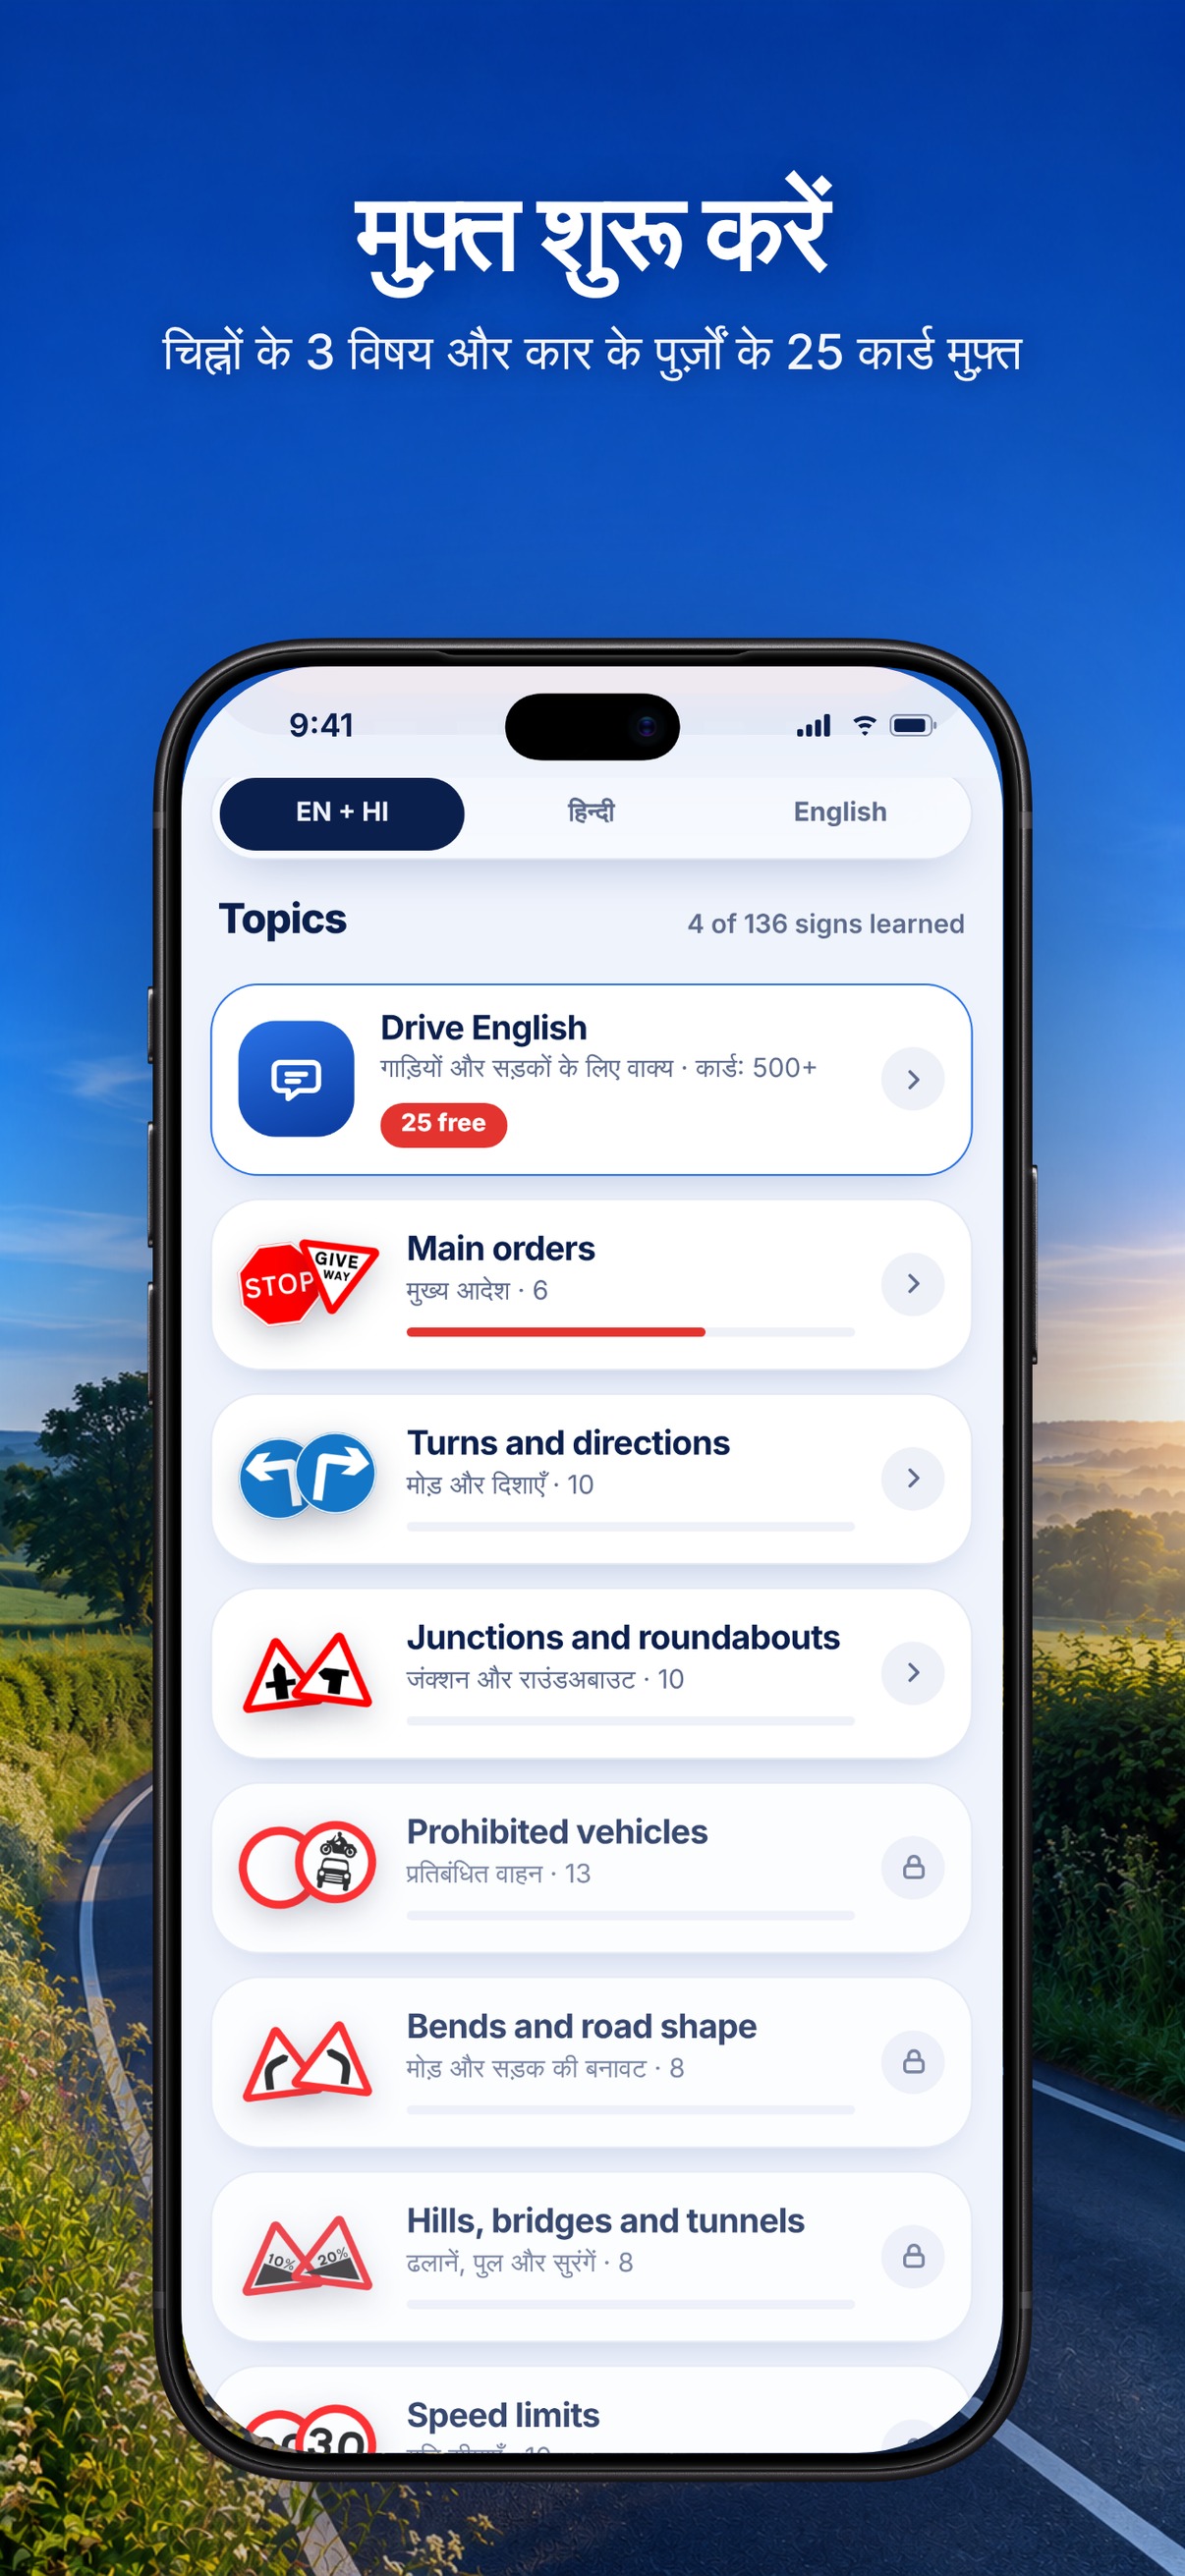 मुफ़्त शुरू करें
चिह्नों के 3 विषय और कार के पुर्ज़ों के 25 कार्ड मुफ़्त
9:41
EN + HI
हिन्दी
English
Topics
4 of 136 signs learned
Drive English
गाड़ियों और सड़कों के लिए वाक्य · कार्ड: 500+
25 free
STOP
GIVE
WAY
Main orders
मुख्य आदेश · 6
Turns and directions
मोड़ और दिशाएँ · 10
Junctions and roundabouts
जंक्शन और राउंडअबाउट · 10
Prohibited vehicles
प्रतिबंधित वाहन · 13
Bends and road shape
मोड़ और सड़क की बनावट · 8
10%
20%
Hills, bridges and tunnels
ढलानें, पुल और सुरंगें · 8
30
Speed limits